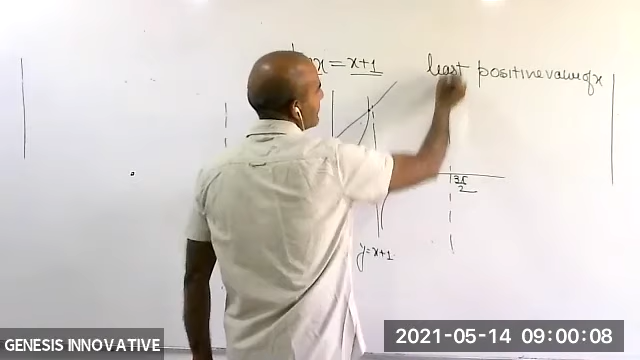 x = x+1 least positive value of x
3π/2
y = x+1
GENESIS INNOVATIVE
2021-05-14 09:00:08